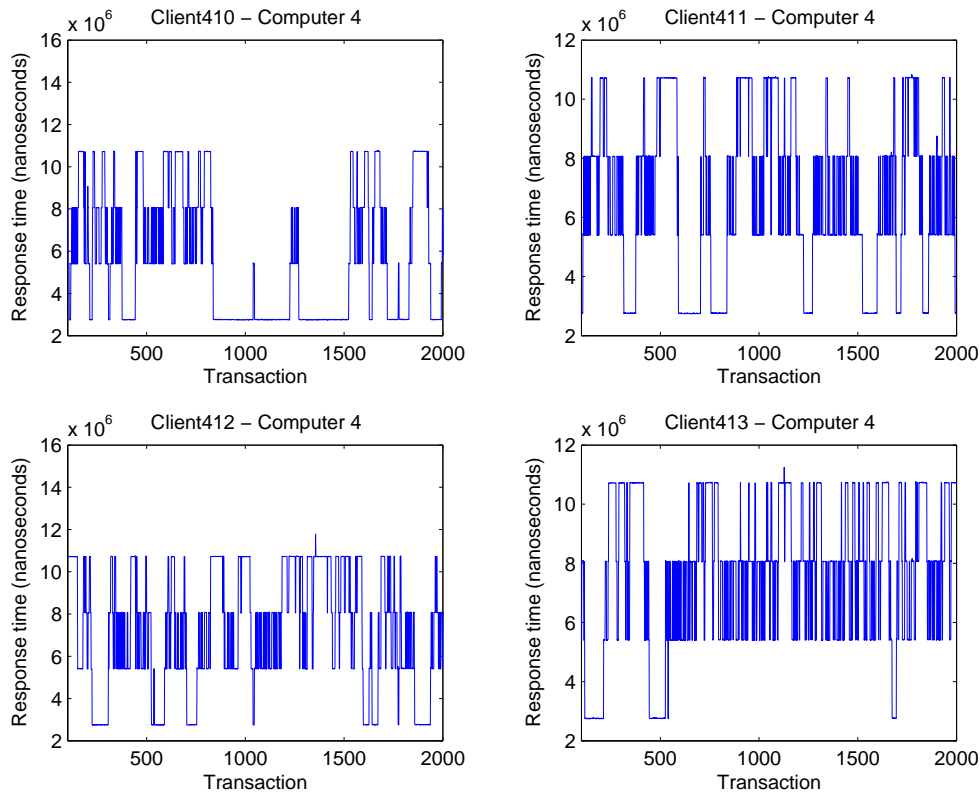 Client410 − Computer 4
x 10^6
Response time (nanoseconds)
16
14
12
10
8
6
4
2
500
1000
1500
2000
Transaction
Client411 − Computer 4
x 10^6
Response time (nanoseconds)
12
10
8
6
4
2
500
1000
1500
2000
Transaction
Client412 − Computer 4
x 10^6
Response time (nanoseconds)
16
14
12
10
8
6
4
2
500
1000
1500
2000
Transaction
Client413 − Computer 4
x 10^6
Response time (nanoseconds)
12
10
8
6
4
2
500
1000
1500
2000
Transaction